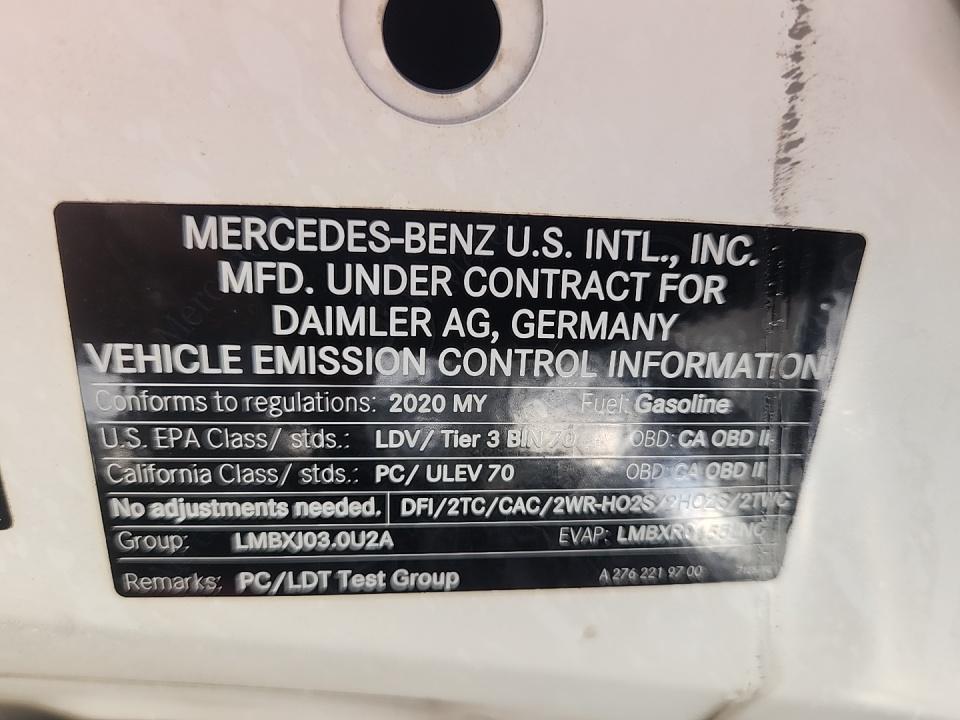 MERCEDES-BENZ U.S. INTL., INC.
MFD. UNDER CONTRACT FOR
DAIMLER AG, GERMANY
VEHICLE EMISSION CONTROL INFORMATION
Conforms to regulations: 2020 MY Fuel: Gasoline
U.S. EPA Class/ stds.: LDV/ Tier 3 BIN 70 OBD: CA OBD II
California Class/ stds.: PC/ ULEV 70 OBD: CA OBD II
No adjustments needed. DFI/2TC/CAC/2WR-HO2S/2HO2S/2TWC
Group: LMBXJ03.0U2A EVAP:
Remarks: PC/LDT Test Group A 276 221 97 00